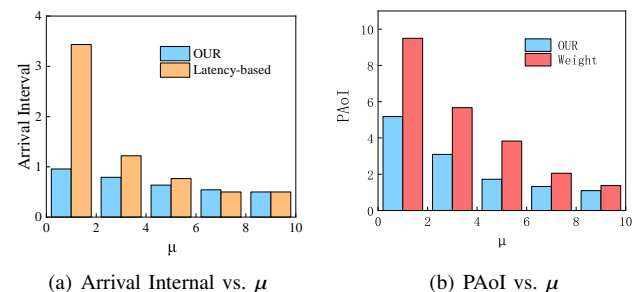 4
3
2
1
0
Arrival Interval
OUR
Latency-based
0 2 4 6 8 10
μ
(a) Arrival Internal vs. μ
10
8
6
4
2
0
PAoI
OUR
Weight
0 2 4 6 8 10
μ
(b) PAoI vs. μ